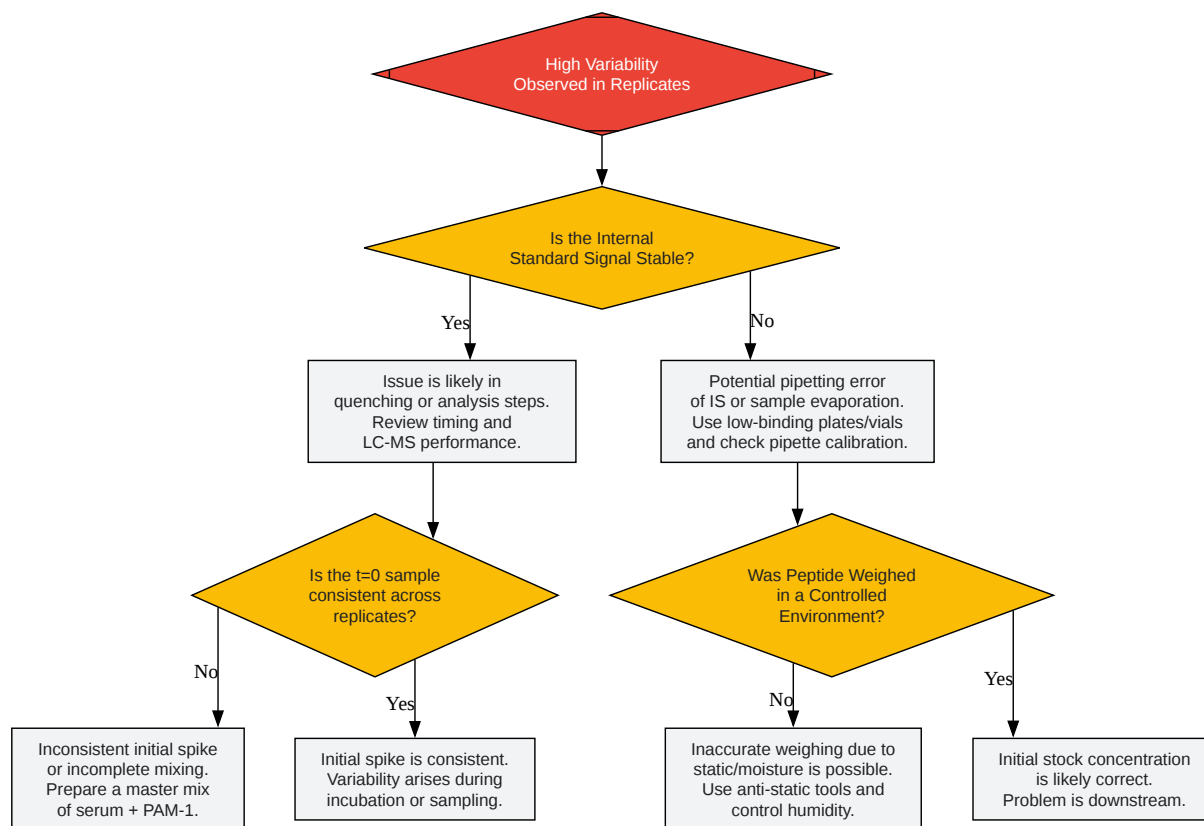 High Variability
Observed in Replicates
Is the Internal
Standard Signal Stable?
Yes
No
Issue is likely in
quenching or analysis steps.
Review timing and
LC-MS performance.
Potential pipetting error
of IS or sample evaporation.
Use low-binding plates/vials
and check pipette calibration.
Is the t=0 sample
consistent across
replicates?
Was Peptide Weighed
in a Controlled
Environment?
No
Yes
No
Yes
Inconsistent initial spike
or incomplete mixing.
Prepare a master mix
of serum + PAM-1.
Initial spike is consistent.
Variability arises during
incubation or sampling.
Inaccurate weighing due to
static/moisture is possible.
Use anti-static tools and
control humidity.
Initial stock concentration
is likely correct.
Problem is downstream.